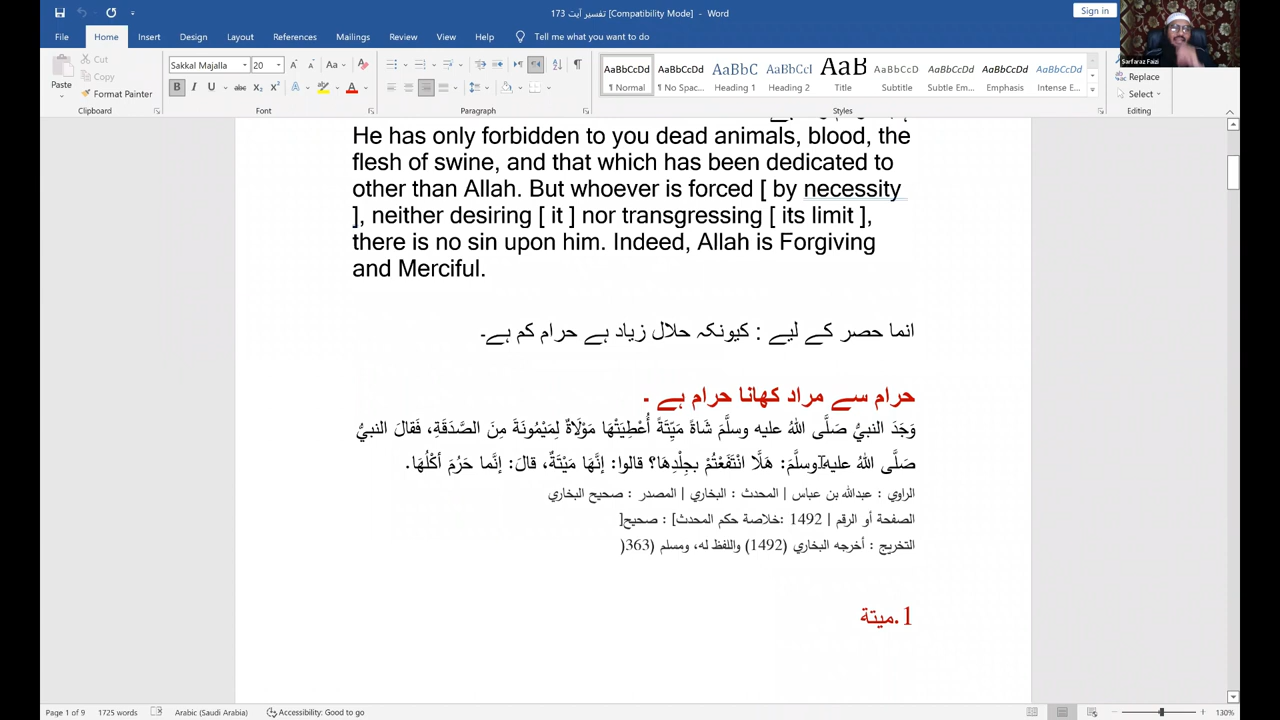 تفسیر آیت 173 [Compatibility Mode] - Word
Sign in
File Home Insert Design Layout References Mailings Review View Help Tell me what you want to do
Sarfaraz Faizi
Paste
Cut
Copy
Format Painter
Clipboard
Sakkal Majalla 20
Font
Paragraph
AaBbCcDd AaBbCcDd AaBbC AaBbCcI AaB AaBbCcD AaBbCcDd AaBbCcDd AaBbCcDd
¶ Normal ¶ No Spac... Heading 1 Heading 2 Title Subtitle Subtle Em... Emphasis Intense E...
Styles
Replace
Select
Editing
He has only forbidden to you dead animals, blood, the
flesh of swine, and that which has been dedicated to
other than Allah. But whoever is forced [ by necessity
], neither desiring [ it ] nor transgressing [ its limit ],
there is no sin upon him. Indeed, Allah is Forgiving
and Merciful.
انما حصر کے لیے : کیونکہ حلال زیاد ہے حرام کم ہے۔
حرام سے مراد کھانا حرام ہے ۔
وَجَدَ النبيُّ صَلَّى اللهُ عليه وسلَّمَ شَاةً مَيِّتَةً أُعْطِيَتْهَا مَوْلَاةٌ لِمَيْمُونَةَ مِنَ الصَّدَقَةِ، فَقالَ النبيُّ
صَلَّى اللهُ عليه وسلَّمَ: هَلَّا انْتَفَعْتُمْ بجِلْدِهَا؟ قالوا: إنَّهَا مَيْتَةٌ، قالَ: إنَّما حَرُمَ أكْلُهَا.
الراوي : عبدالله بن عباس | المحدث : البخاري | المصدر : صحيح البخاري
الصفحة أو الرقم | 1492 :خلاصة حكم المحدث] : صحيح[
التخريج : أخرجه البخاري (1492) واللفظ له، ومسلم (363(
1.میتة
Page 1 of 9 1725 words Arabic (Saudi Arabia) Accessibility: Good to go 130%